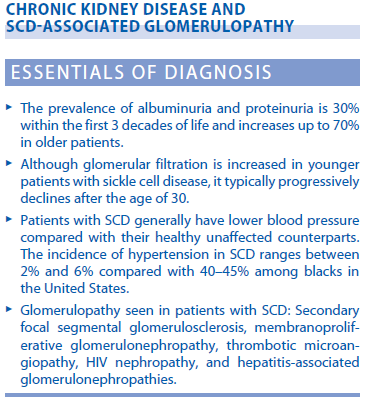 CHRONIC KIDNEY DISEASE AND
SCD-ASSOCIATED GLOMERULOPATHY
ESSENTIALS OF DIAGNOSIS
▶ The prevalence of albuminuria and proteinuria is 30%
within the first 3 decades of life and increases up to 70%
in older patients.
▶ Although glomerular filtration is increased in younger
patients with sickle cell disease, it typically progressively
declines after the age of 30.
▶ Patients with SCD generally have lower blood pressure
compared with their healthy unaffected counterparts.
The incidence of hypertension in SCD ranges between
2% and 6% compared with 40–45% among blacks in
the United States.
▶ Glomerulopathy seen in patients with SCD: Secondary
focal segmental glomerulosclerosis, membranoprolif-
erative glomerulonephropathy, thrombotic microan-
giopathy, HIV nephropathy, and hepatitis-associated
glomerulonephropathies.